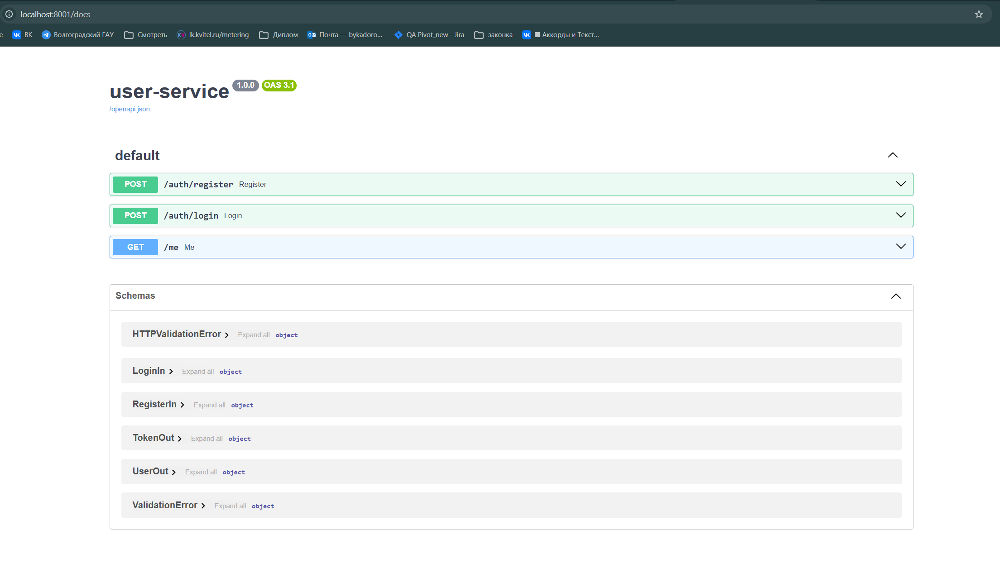 localhost:8001/docs
e ВК Волгоградский ГАУ Смотреть lk.kvitel.ru/metering Диплом Почта — bykadoro... QA Pivot_new - Jira законка Аккорды и Текст...
user-service 1.0.0 OAS 3.1
/openapi.json
default
POST /auth/register Register
POST /auth/login Login
GET /me Me
Schemas
HTTPValidationError Expand all object
LoginIn Expand all object
RegisterIn Expand all object
TokenOut Expand all object
UserOut Expand all object
ValidationError Expand all object